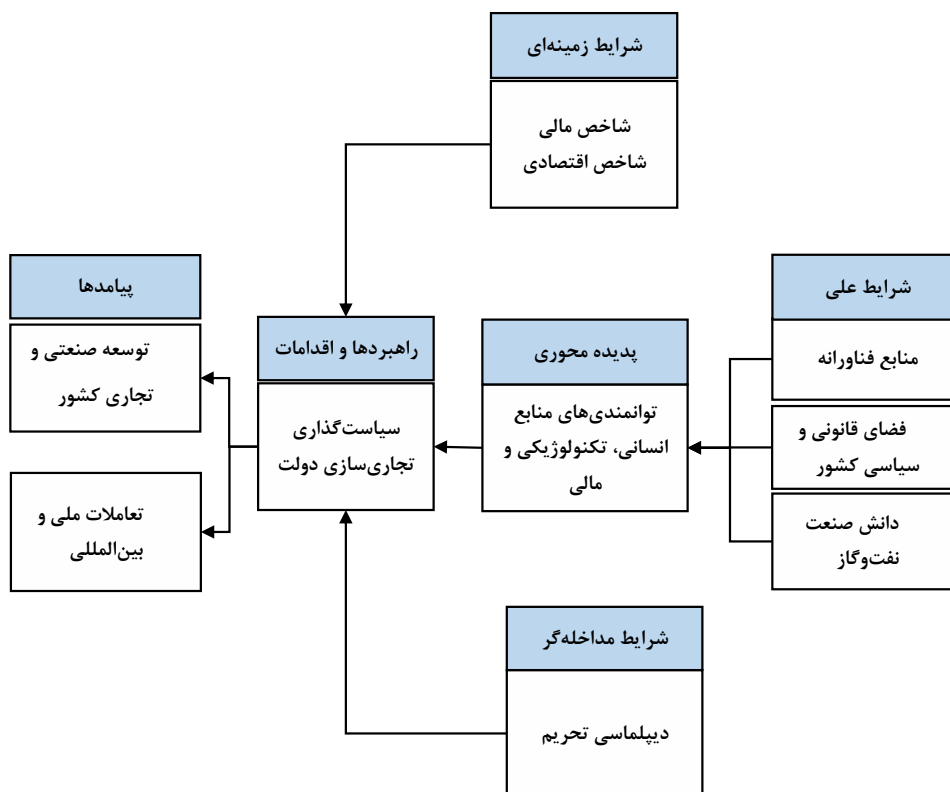 شرایط زمینه‌ای
شاخص مالی
شاخص اقتصادی
شرایط علی
منابع فناورانه
فضای قانونی و
سیاسی کشور
دانش صنعت
نفت‌وگاز
پدیده محوری
توانمندی‌های منابع
انسانی، تکنولوژیکی و
مالی
راهبردها و اقدامات
سیاست‌گذاری
تجاری‌سازی دولت
پیامدها
توسعه صنعتی و
تجاری کشور
تعاملات ملی و
بین‌المللی
شرایط مداخله‌گر
دیپلماسی تحریم